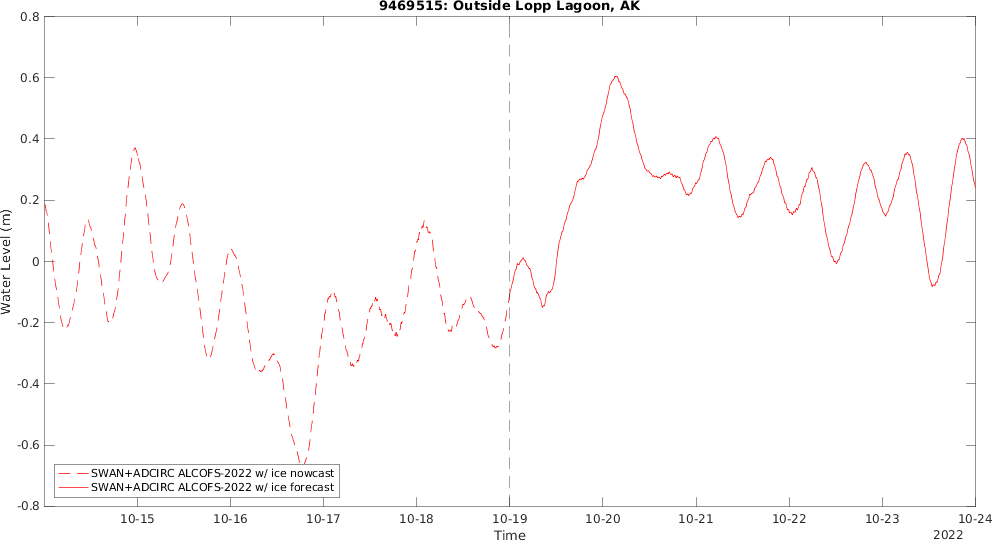 9469515: Outside Lopp Lagoon, AK
0.8
0.6
0.4
0.2
0
-0.2
-0.4
-0.6
-0.8
Water Level (m)
SWAN+ADCIRC ALCOFS-2022 w/ ice nowcast
SWAN+ADCIRC ALCOFS-2022 w/ ice forecast
10-15 10-16 10-17 10-18 10-19 10-20 10-21 10-22 10-23 10-24
Time
2022